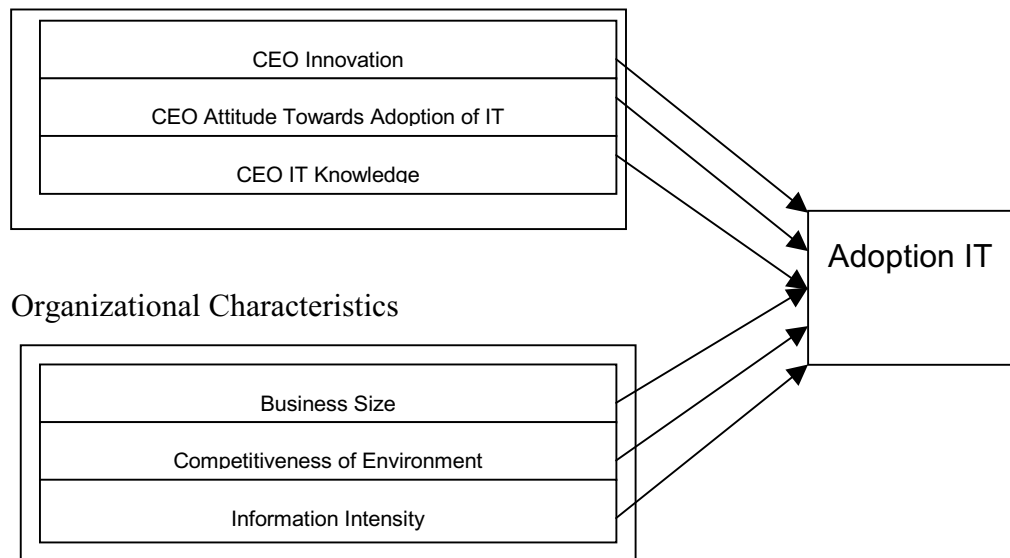 CEO Innovation
CEO Attitude Towards Adoption of IT
CEO IT Knowledge
Adoption IT
Organizational Characteristics
Business Size
Competitiveness of Environment
Information Intensity